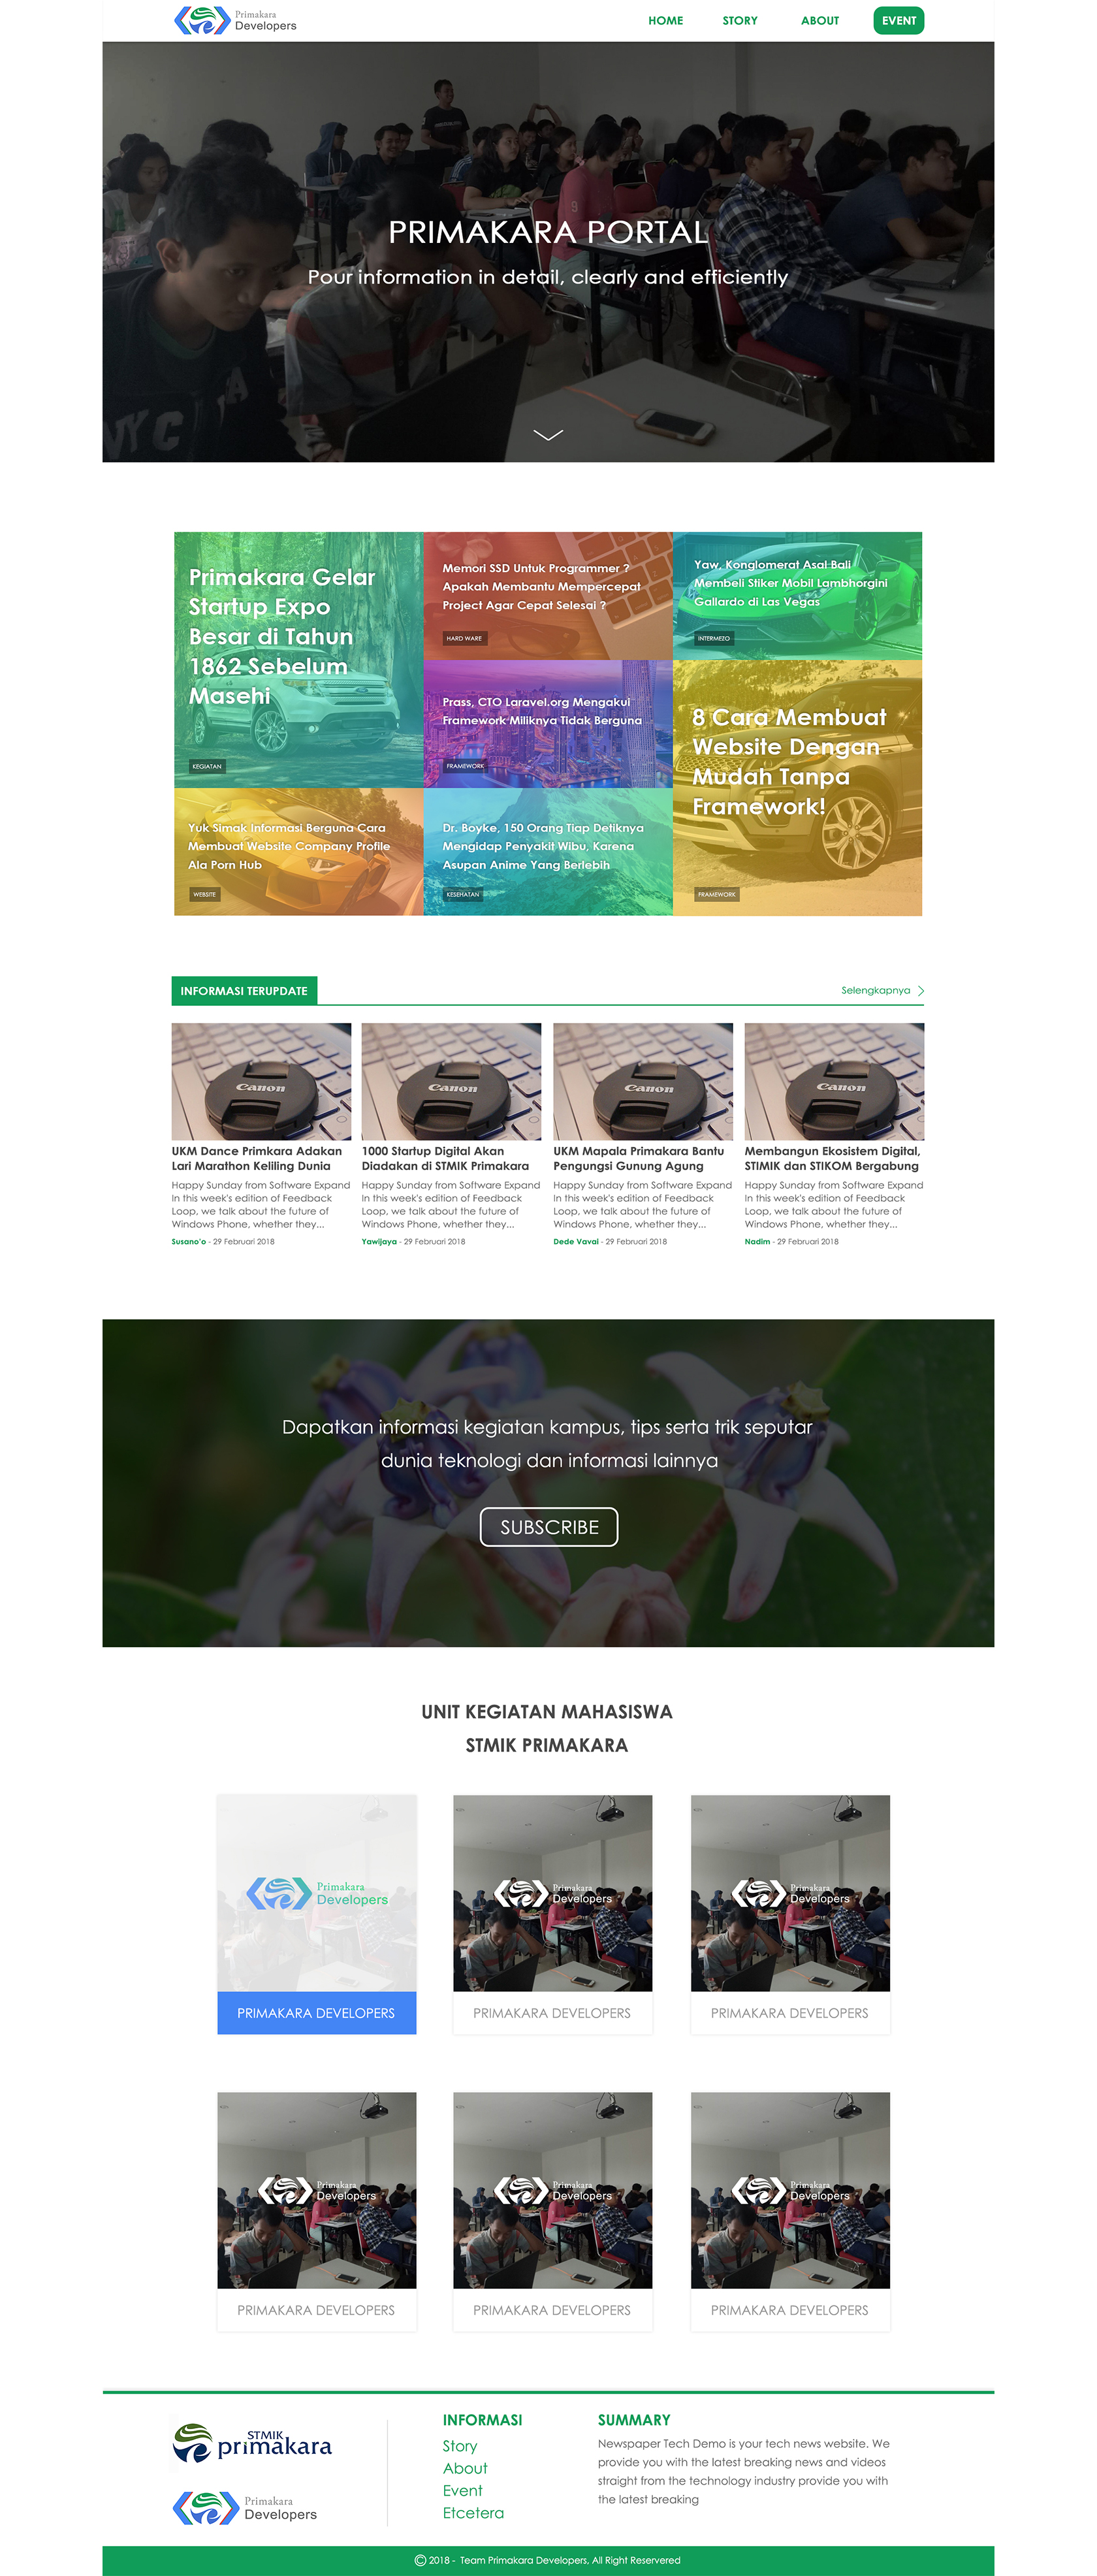 Primakara
Developers
HOME
STORY
ABOUT
EVENT
PRIMAKARA PORTAL
Pour information in detail, clearly and efficiently
Primakara Gelar
Startup Expo
Besar di Tahun
1862 Sebelum
Masehi
KEGIATAN
Memori SSD Untuk Programmer ?
Apakah Membantu Mempercepat
Project Agar Cepat Selesai ?
HARD WARE
Yaw, Konglomerat Asal Bali
Membeli Stiker Mobil Lambhorgini
Gallardo di Las Vegas
INTERMEZO
Prass, CTO Laravel.org Mengakui
Framework Miliknya Tidak Berguna
FRAMEWORK
8 Cara Membuat
Website Dengan
Mudah Tanpa
Framework!
FRAMEWORK
Yuk Simak Informasi Berguna Cara
Membuat Website Company Profile
Ala Porn Hub
WEBSITE
Dr. Boyke, 150 Orang Tiap Detiknya
Mengidap Penyakit Wibu, Karena
Asupan Anime Yang Berlebih
KESEHATAN
INFORMASI TERUPDATE
Selengkapnya
Canon
UKM Dance Primkara Adakan
Lari Marathon Keliling Dunia
Happy Sunday from Software Expand
In this week's edition of Feedback
Loop, we talk about the future of
Windows Phone, whether they...
Susano'o - 29 Februari 2018
Canon
1000 Startup Digital Akan
Diadakan di STMIK Primakara
Happy Sunday from Software Expand
In this week's edition of Feedback
Loop, we talk about the future of
Windows Phone, whether they...
Yawijaya - 29 Februari 2018
Canon
UKM Mapala Primakara Bantu
Pengungsi Gunung Agung
Happy Sunday from Software Expand
In this week's edition of Feedback
Loop, we talk about the future of
Windows Phone, whether they...
Dede Vavai - 29 Februari 2018
Canon
Membangun Ekosistem Digital,
STIMIK dan STIKOM Bergabung
Happy Sunday from Software Expand
In this week's edition of Feedback
Loop, we talk about the future of
Windows Phone, whether they...
Nadim - 29 Februari 2018
Dapatkan informasi kegiatan kampus, tips serta trik seputar
dunia teknologi dan informasi lainnya
SUBSCRIBE
UNIT KEGIATAN MAHASISWA
STMIK PRIMAKARA
Primakara
Developers
PRIMAKARA DEVELOPERS
Primakara
Developers
PRIMAKARA DEVELOPERS
Primakara
Developers
PRIMAKARA DEVELOPERS
Primakara
Developers
PRIMAKARA DEVELOPERS
Primakara
Developers
PRIMAKARA DEVELOPERS
Primakara
Developers
PRIMAKARA DEVELOPERS
STMIK
primakara
Primakara
Developers
INFORMASI
Story
About
Event
Etcetera
SUMMARY
Newspaper Tech Demo is your tech news website. We
provide you with the latest breaking news and videos
straight from the technology industry provide you with
the latest breaking
© 2018 - Team Primakara Developers, All Right Reservered